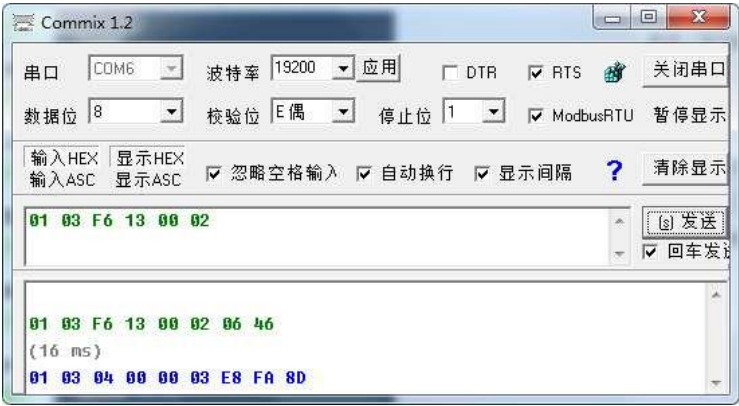 Commix 1.2
串口 COM6 波特率 19200 应用 DTR RTS 关闭串口
数据位 8 校验位 E偶 停止位 1 ModbusRTU 暂停显示
输入HEX 显示HEX
输入ASC 显示ASC
忽略空格输入 自动换行 显示间隔 ? 清除显示
01 03 F6 13 00 02
(s) 发送
回车发送
01 03 F6 13 00 02 06 46
(16 ms)
01 03 04 00 00 03 E8 FA 8D